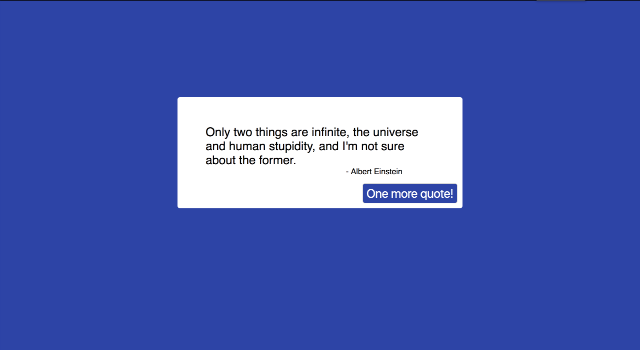 Only two things are infinite, the universe
and human stupidity, and I'm not sure
about the former.
- Albert Einstein
One more quote!